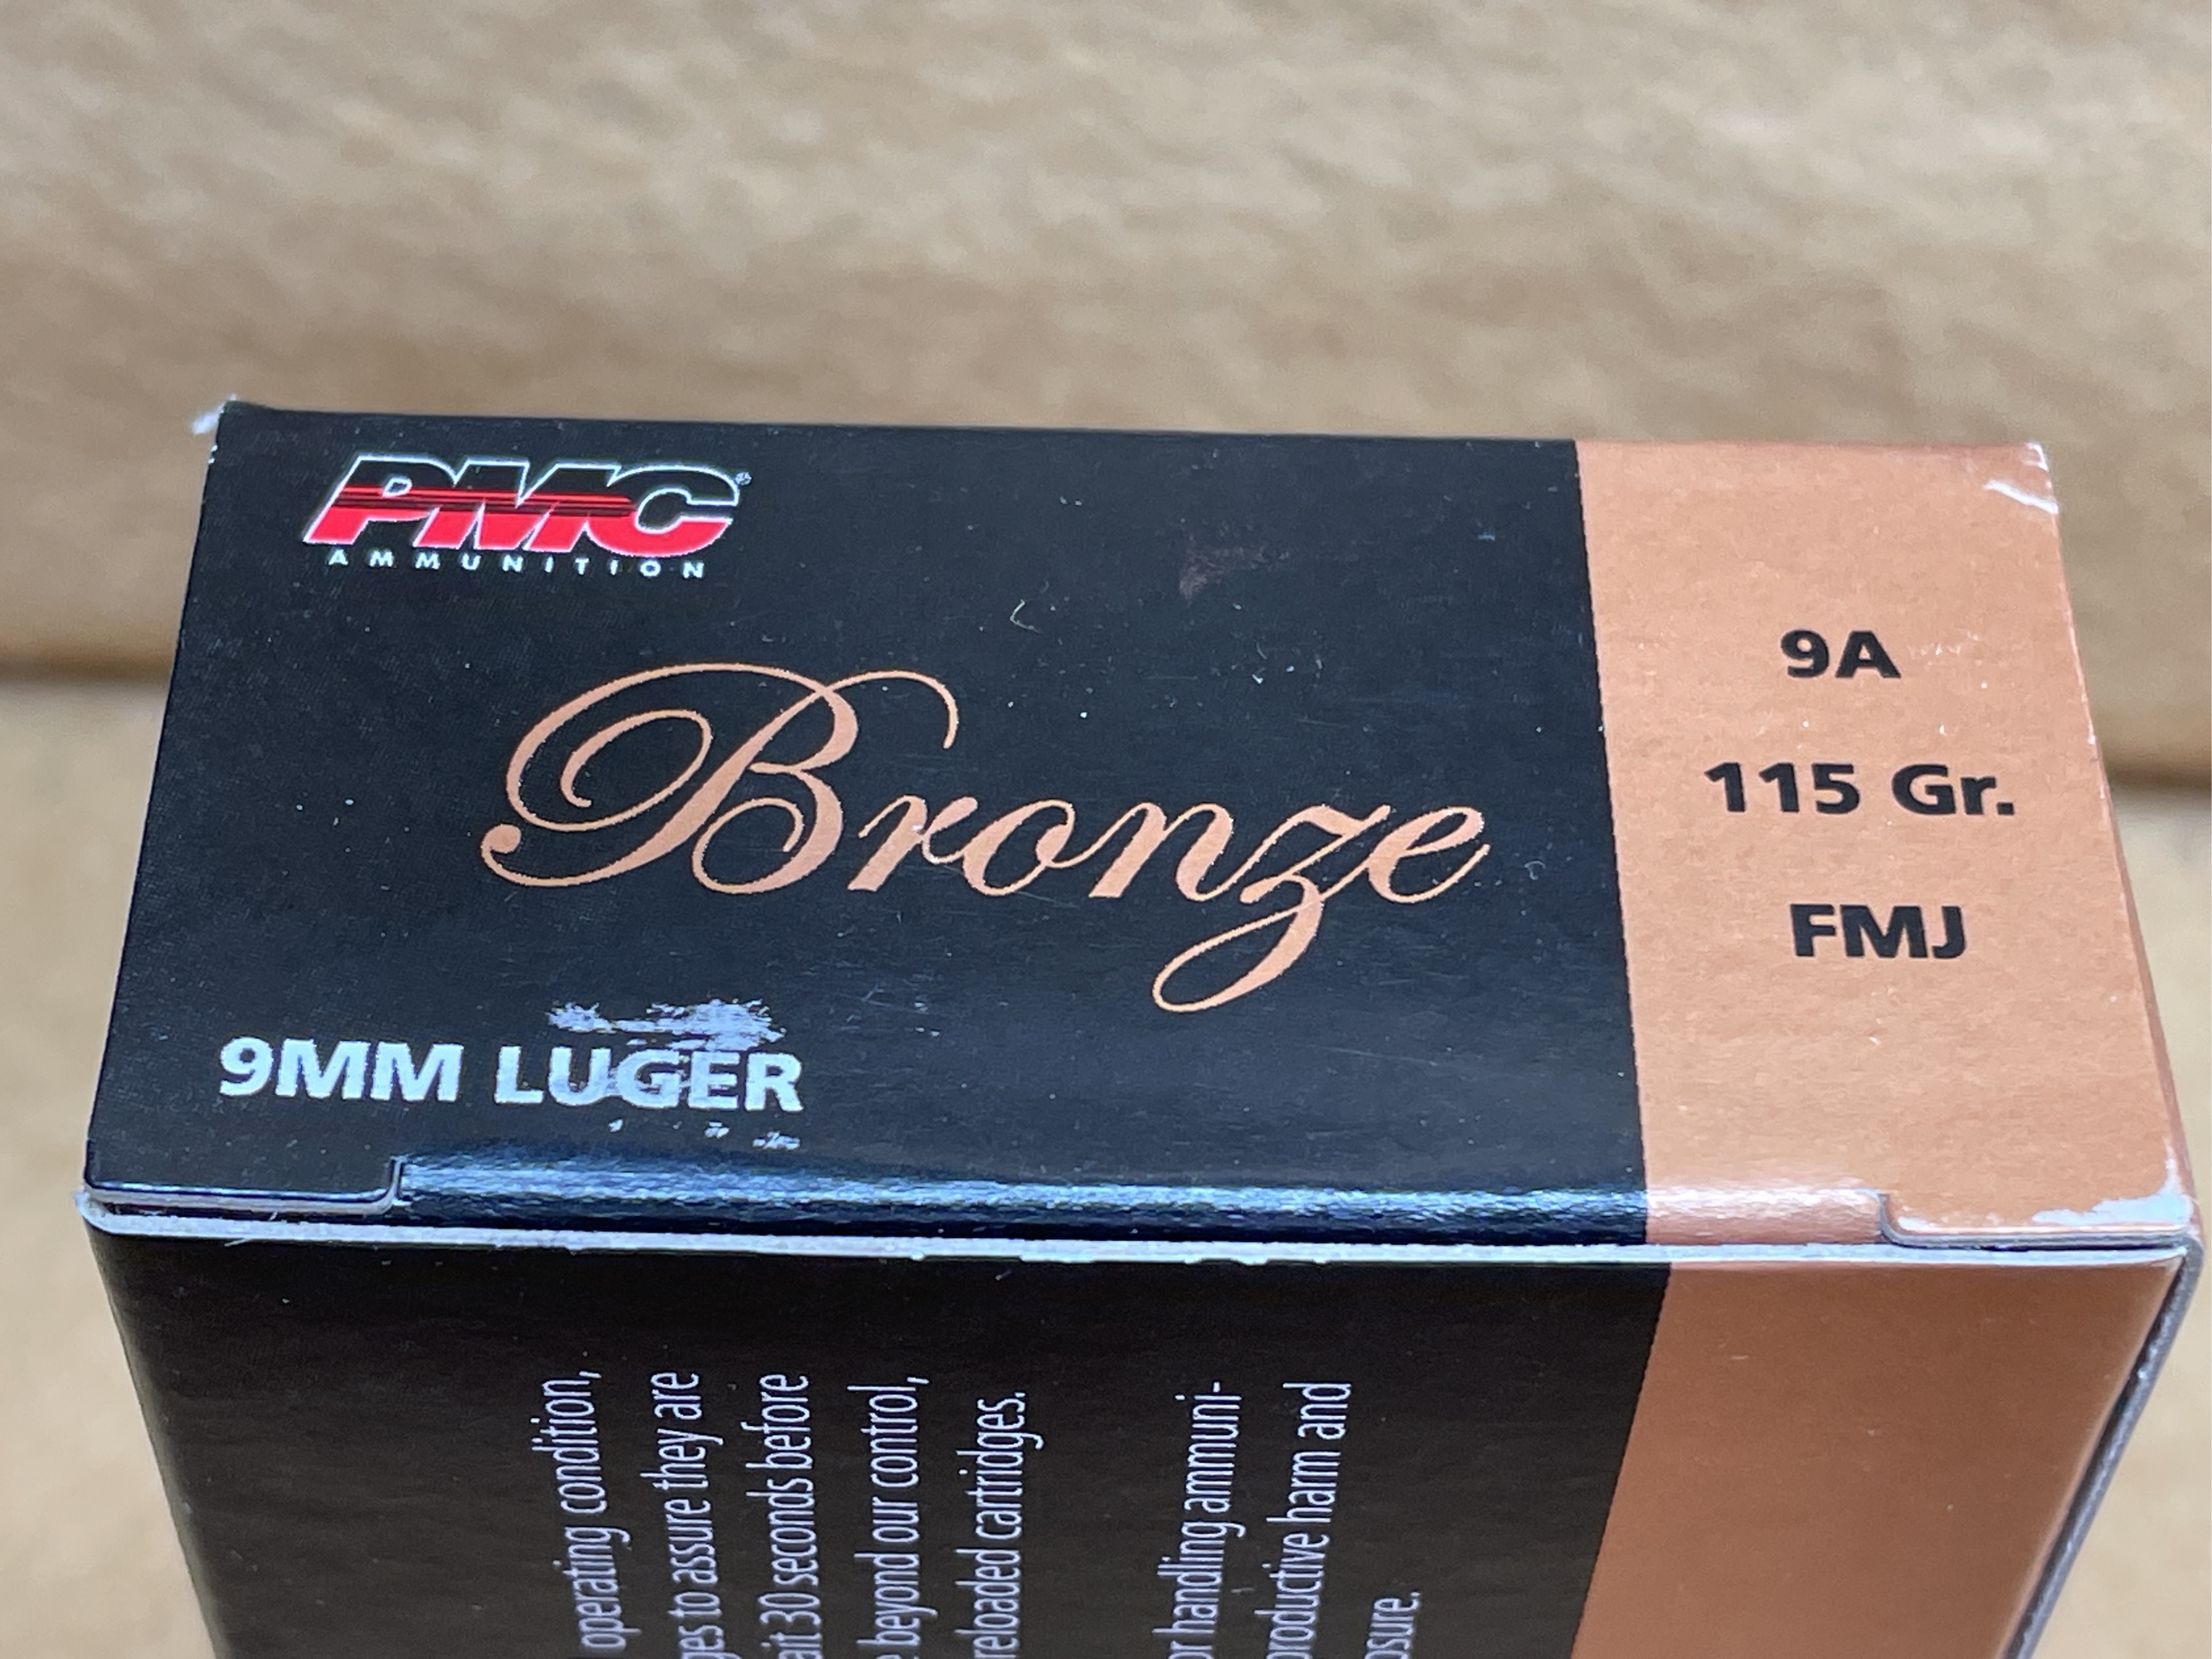 PMC®
AMMUNITION
Bronze
9MM LUGER
9A
115 Gr.
FMJ
operating condition,
ges to assure they are
ait 30 seconds before
beyond our control,
reloaded cartridges.
or handling ammuni-
productive harm and
osure.